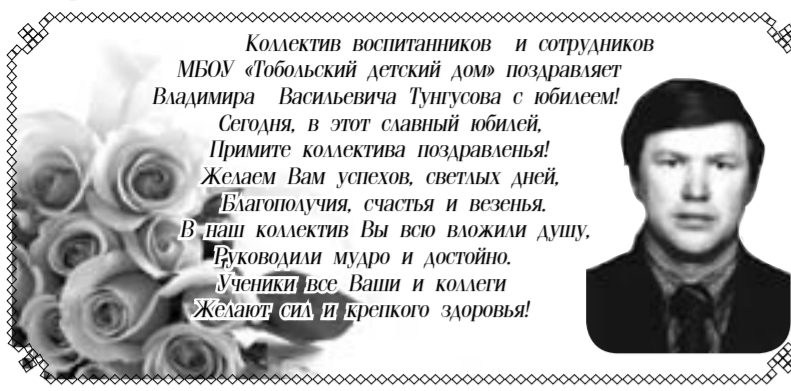 Коллектив воспитанников и сотрудников
МБОУ «Тобольский детский дом» поздравляет
Владимира Васильевича Тунгусова с юбилеем!
Сегодня, в этот славный юбилей,
Примите коллектива поздравленья!
Желаем Вам успехов, светлых дней,
Благополучия, счастья и везенья.
В наш коллектив Вы всю вложили душу,
Руководили мудро и достойно.
Ученики все Ваши и коллеги
Желают сил и крепкого здоровья!